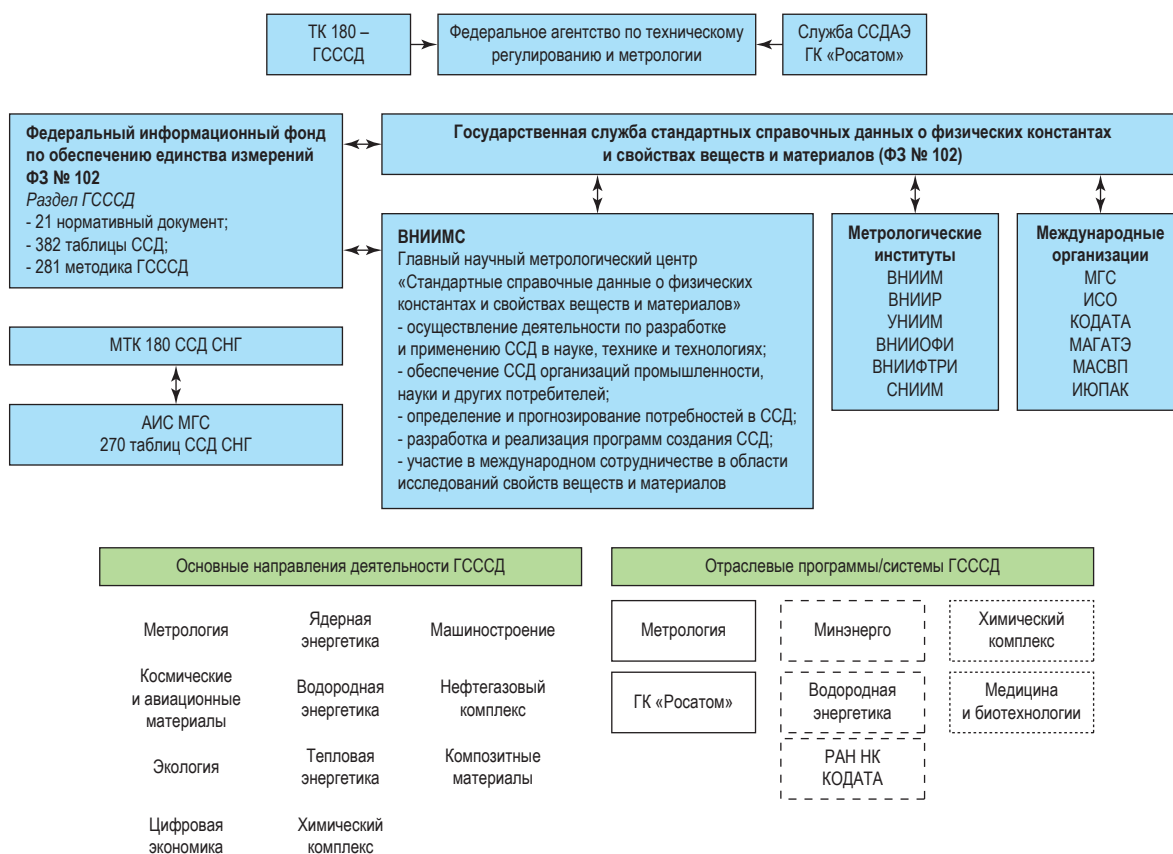 ТК 180 –
ГСССД
Федеральное агентство по техническому
регулированию и метрологии
Служба ССДАЭ
ГК «Росатом»
Федеральный информационный фонд
по обеспечению единства измерений
ФЗ № 102
Раздел ГСССД
- 21 нормативный документ;
- 382 таблицы ССД;
- 281 методика ГСССД
Государственная служба стандартных справочных данных о физических константах
и свойствах веществ и материалов (ФЗ № 102)
ВНИИМС
Главный научный метрологический центр
«Стандартные справочные данные о физических
константах и свойствах веществ и материалов»
- осуществление деятельности по разработке
и применению ССД в науке, технике и технологиях;
- обеспечение ССД организаций промышленности,
науки и других потребителей;
- определение и прогнозирование потребностей в ССД;
- разработка и реализация программ создания ССД;
- участие в международном сотрудничестве в области
исследований свойств веществ и материалов
Метрологические
институты
ВНИИМ
ВНИИР
УНИИМ
ВНИИОФИ
ВНИИФТРИ
СНИИМ
Международные
организации
МГС
ИСО
КОДАТА
МАГАТЭ
МАСВП
ИЮПАК
МТК 180 ССД СНГ
АИС МГС
270 таблиц ССД СНГ
Основные направления деятельности ГСССД
Метрология
Ядерная
энергетика
Машиностроение
Космические
и авиационные
материалы
Водородная
энергетика
Нефтегазовый
комплекс
Экология
Тепловая
энергетика
Композитные
материалы
Цифровая
экономика
Химический
комплекс
Отраслевые программы/системы ГСССД
Метрология
Минэнерго
Химический
комплекс
ГК «Росатом»
Водородная
энергетика
Медицина
и биотехнологии
РАН НК
КОДАТА